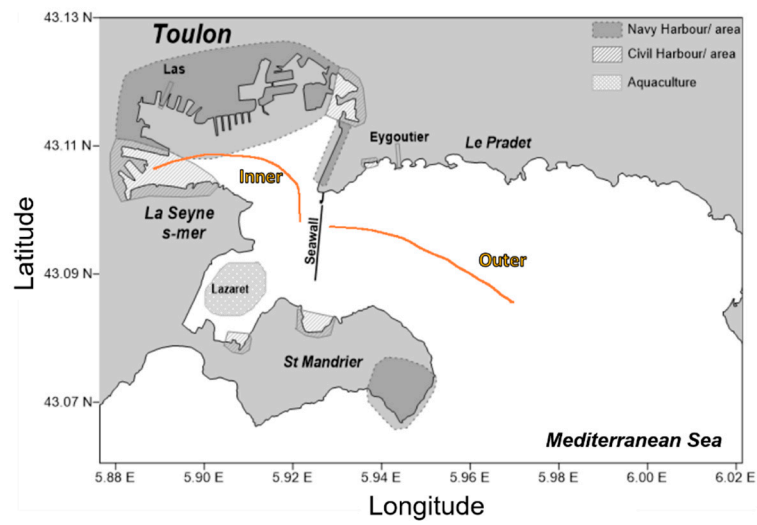 43.13 N
43.11 N
43.09 N
43.07 N
Latitude
Toulon
Las
Navy Harbour/ area
Civil Harbour/ area
Aquaculture
Eygoutier
Le Pradet
Inner
La Seyne
s-mer
Seawall
Outer
Lazaret
St Mandrier
Mediterranean Sea
5.88 E
5.90 E
5.92 E
5.94 E
5.96 E
5.98 E
6.00 E
6.02 E
Longitude